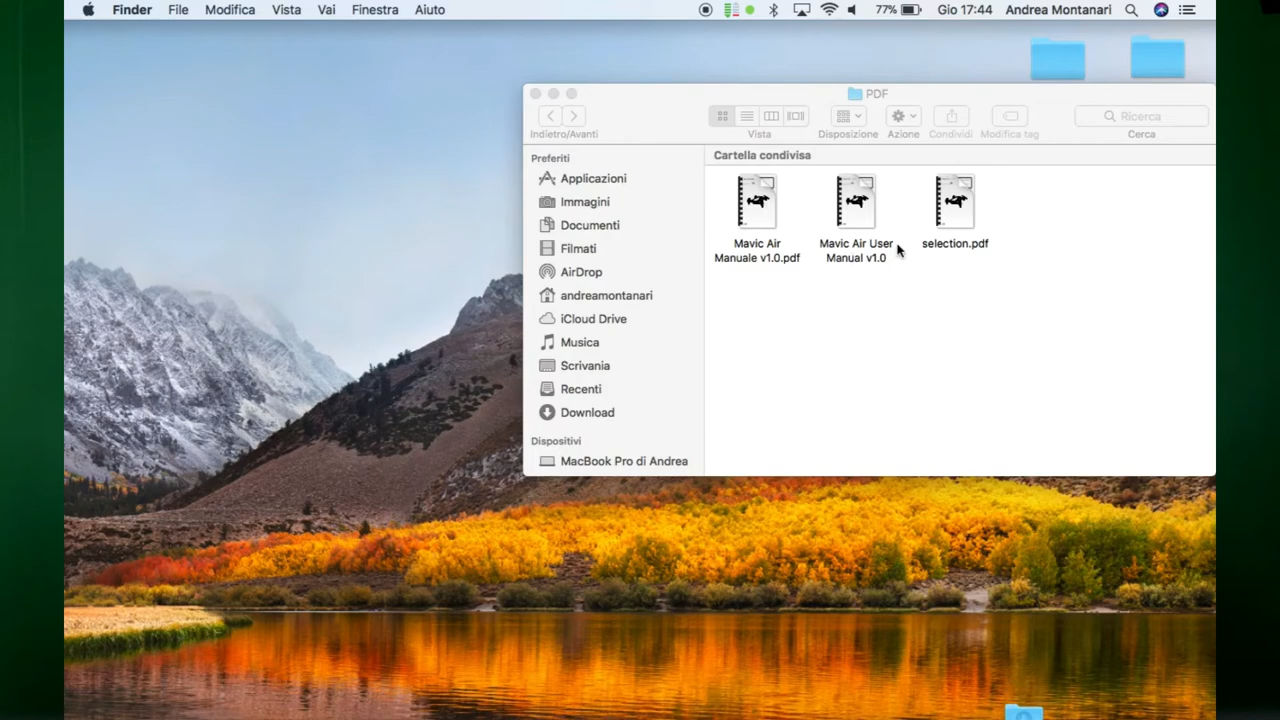 Finder File Modifica Vista Vai Finestra Aiuto 77% Gio 17:44 Andrea Montanari
PDF
Indietro/Avanti Vista Disposizione Azione Condividi Modifica tag Ricerca
Cerca
Preferiti
Applicazioni
Immagini
Documenti
Filmati
AirDrop
andreamontanari
iCloud Drive
Musica
Scrivania
Recenti
Download
Dispositivi
MacBook Pro di Andrea
Cartella condivisa
Mavic Air
Manuale v1.0.pdf
Mavic Air User
Manual v1.0
selection.pdf